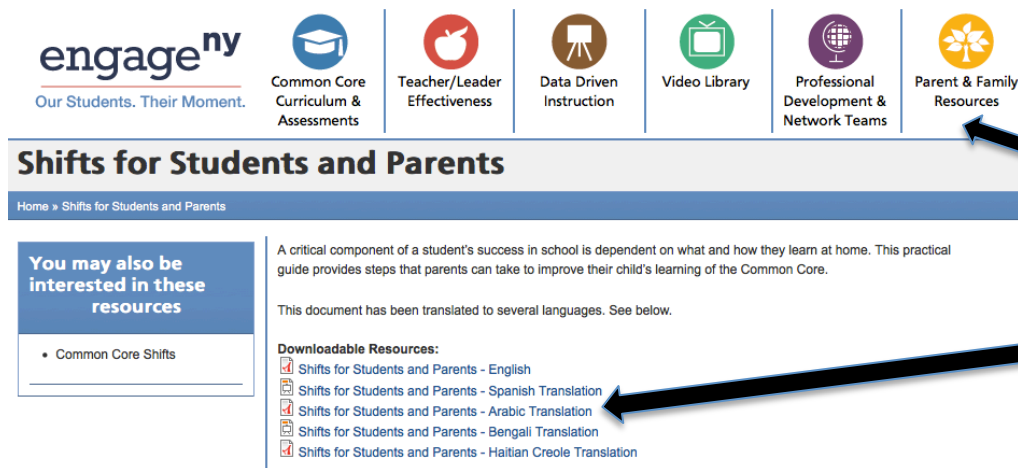 engageny
Our Students. Their Moment.
Common Core
Curriculum &
Assessments
Teacher/Leader
Effectiveness
Data Driven
Instruction
Video Library
Professional
Development &
Network Teams
Parent & Family
Resources
Shifts for Students and Parents
Home » Shifts for Students and Parents
You may also be
interested in these
resources
• Common Core Shifts
A critical component of a student's success in school is dependent on what and how they learn at home. This practical
guide provides steps that parents can take to improve their child's learning of the Common Core.
This document has been translated to several languages. See below.
Downloadable Resources:
Shifts for Students and Parents - English
Shifts for Students and Parents - Spanish Translation
Shifts for Students and Parents - Arabic Translation
Shifts for Students and Parents - Bengali Translation
Shifts for Students and Parents - Haitian Creole Translation